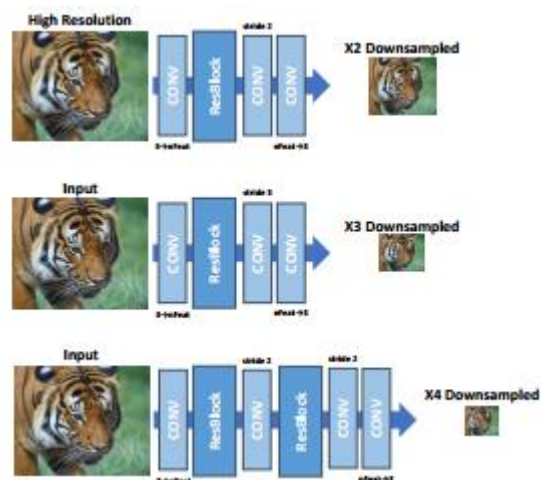 High Resolution
stride 2
X2 Downsampled
CONV
ResBlock
CONV
CONV
Input
stride 3
X3 Downsampled
CONV
ResBlock
CONV
CONV
Input
stride 2
stride 2
X4 Downsampled
CONV
ResBlock
CONV
ResBlock
CONV
CONV